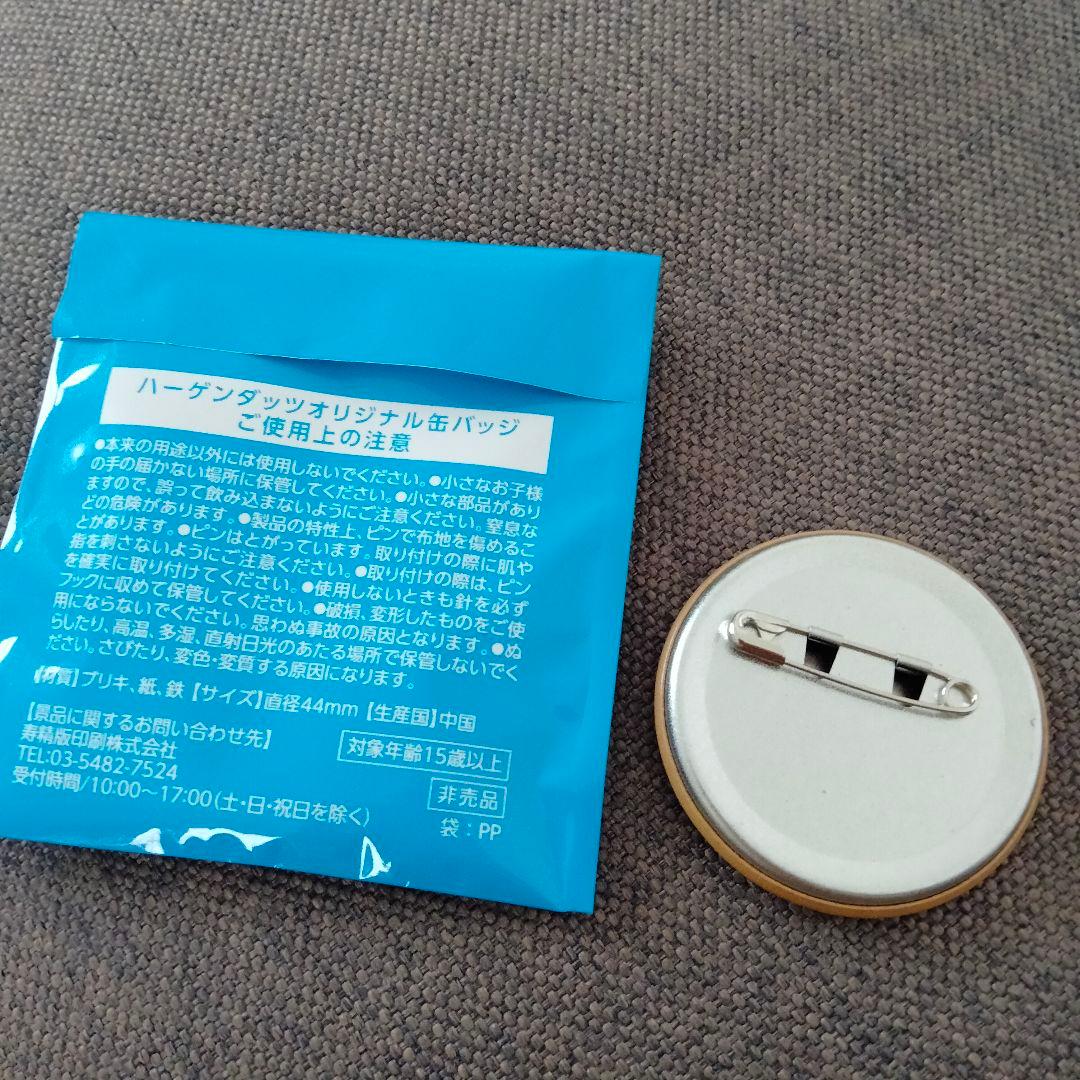 ハーゲンダッツオリジナル缶バッジ
ご使用上の注意
●本来の用途以外には使用しないでください。●小さなお子様
の手の届かない場所に保管してください。●小さな部品があり
ますので、誤って飲み込まないようにご注意ください。窒息な
どの危険があります。●製品の特性上、ピンで布地を傷めるこ
とがあります。●ピンはとがっています。取り付けの際に肌や
指を刺さないようにご注意ください。●取り付けの際は、ピン
を確実に取り付けてください。●使用しないときも針を必ず
フックに収めて保管してください。●破損、変形したものをご使
用にならないでください。思わぬ事故の原因となります。●ぬ
らしたり、高温、多湿、直射日光のあたる場所で保管しないでく
ださい。さびたり、変色・変質する原因になります。
【材質】ブリキ、紙、鉄【サイズ】直径44mm【生産国】中国
【景品に関するお問い合わせ先】
寿精版印刷株式会社
TEL:03-5482-7524
受付時間/10:00～17:00(土・日・祝日を除く)
対象年齢15歳以上
非売品
袋：PP